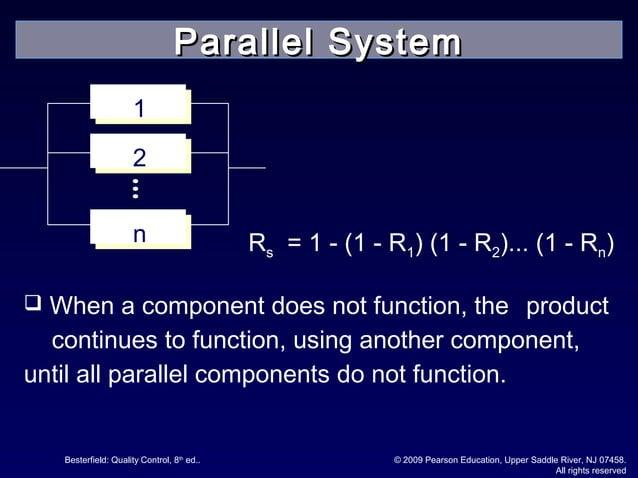 Parallel System
1
2
n
Rs = 1 - (1 - R1) (1 - R2)... (1 - Rn)
❑ When a component does not function, the product
continues to function, using another component,
until all parallel components do not function.
Besterfield: Quality Control, 8th ed..
© 2009 Pearson Education, Upper Saddle River, NJ 07458.
All rights reserved